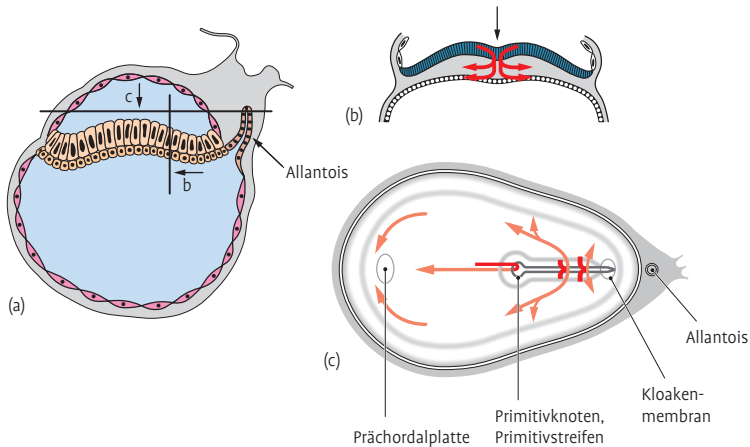 (a)
c
b
Allantois
(b)
(c)
Allantois
Kloaken-
membran
Primitivknoten,
Primitivstreifen
Prächordalplatte